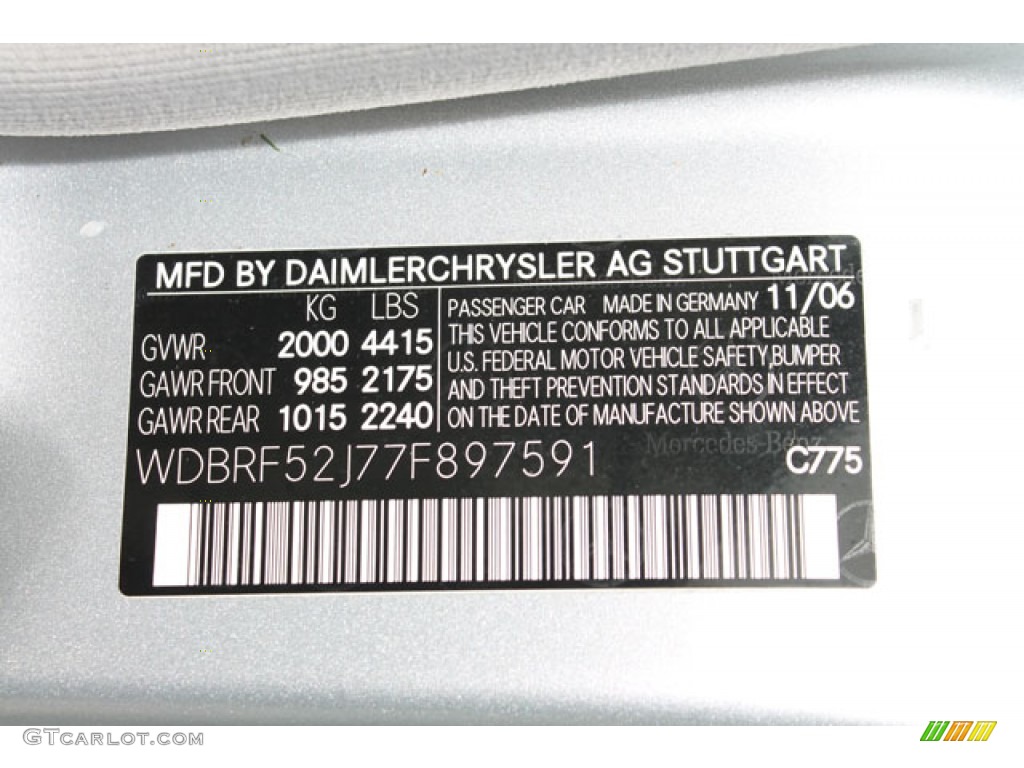 MFD BY DAIMLERCHRYSLER AG STUTTGART
KG LBS
GVWR 2000 4415
GAWR FRONT 985 2175
GAWR REAR 1015 2240
PASSENGER CAR MADE IN GERMANY 11/06
THIS VEHICLE CONFORMS TO ALL APPLICABLE
U.S. FEDERAL MOTOR VEHICLE SAFETY, BUMPER
AND THEFT PREVENTION STANDARDS IN EFFECT
ON THE DATE OF MANUFACTURE SHOWN ABOVE
Mercedes-Benz
WDBRF52J77F897591 C775
GTCARLOT.COM